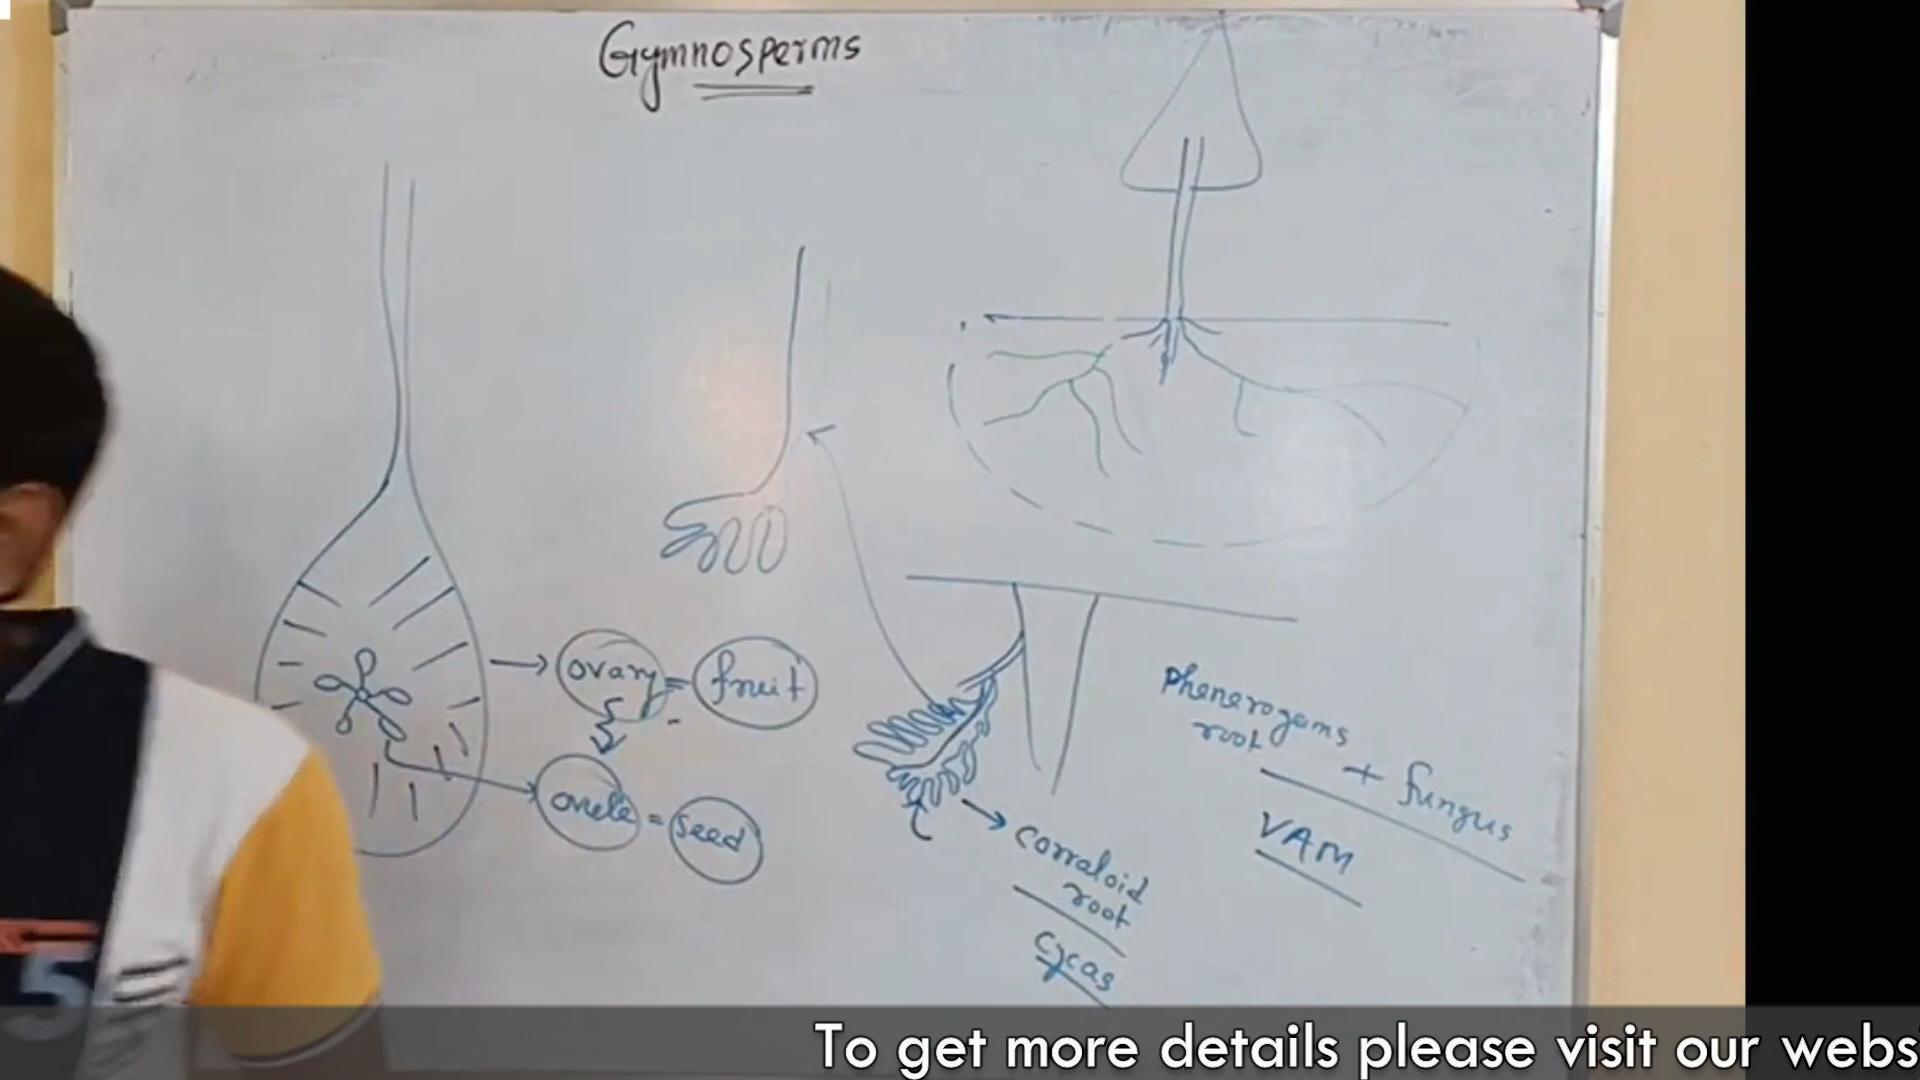 Gymnosperms
ovary = fruit
ovule = seed
corraloid
root
Cycas
Phenerogams
root + fungus
VAM
5
To get more details please visit our webs